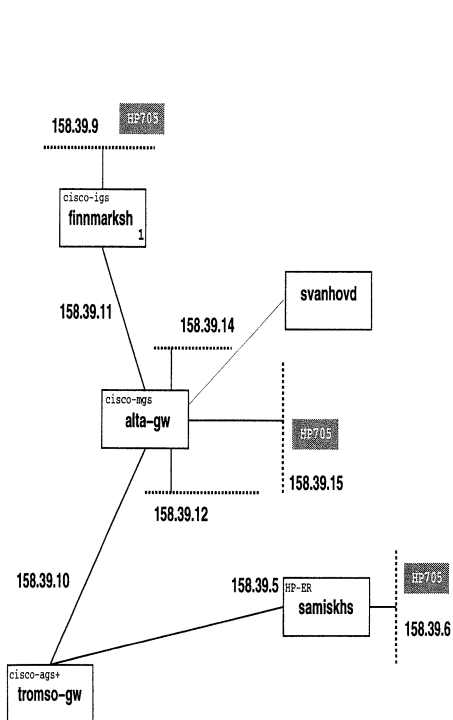 HP705
158.39.9
cisco-igs
finnmarksh
1
158.39.11
svanhovd
158.39.14
cisco-mgs
alta-gw
HP705
158.39.15
158.39.12
158.39.10
158.39.5
HP-ER
samiskhs
HP705
158.39.6
cisco-ags+
tromso-gw